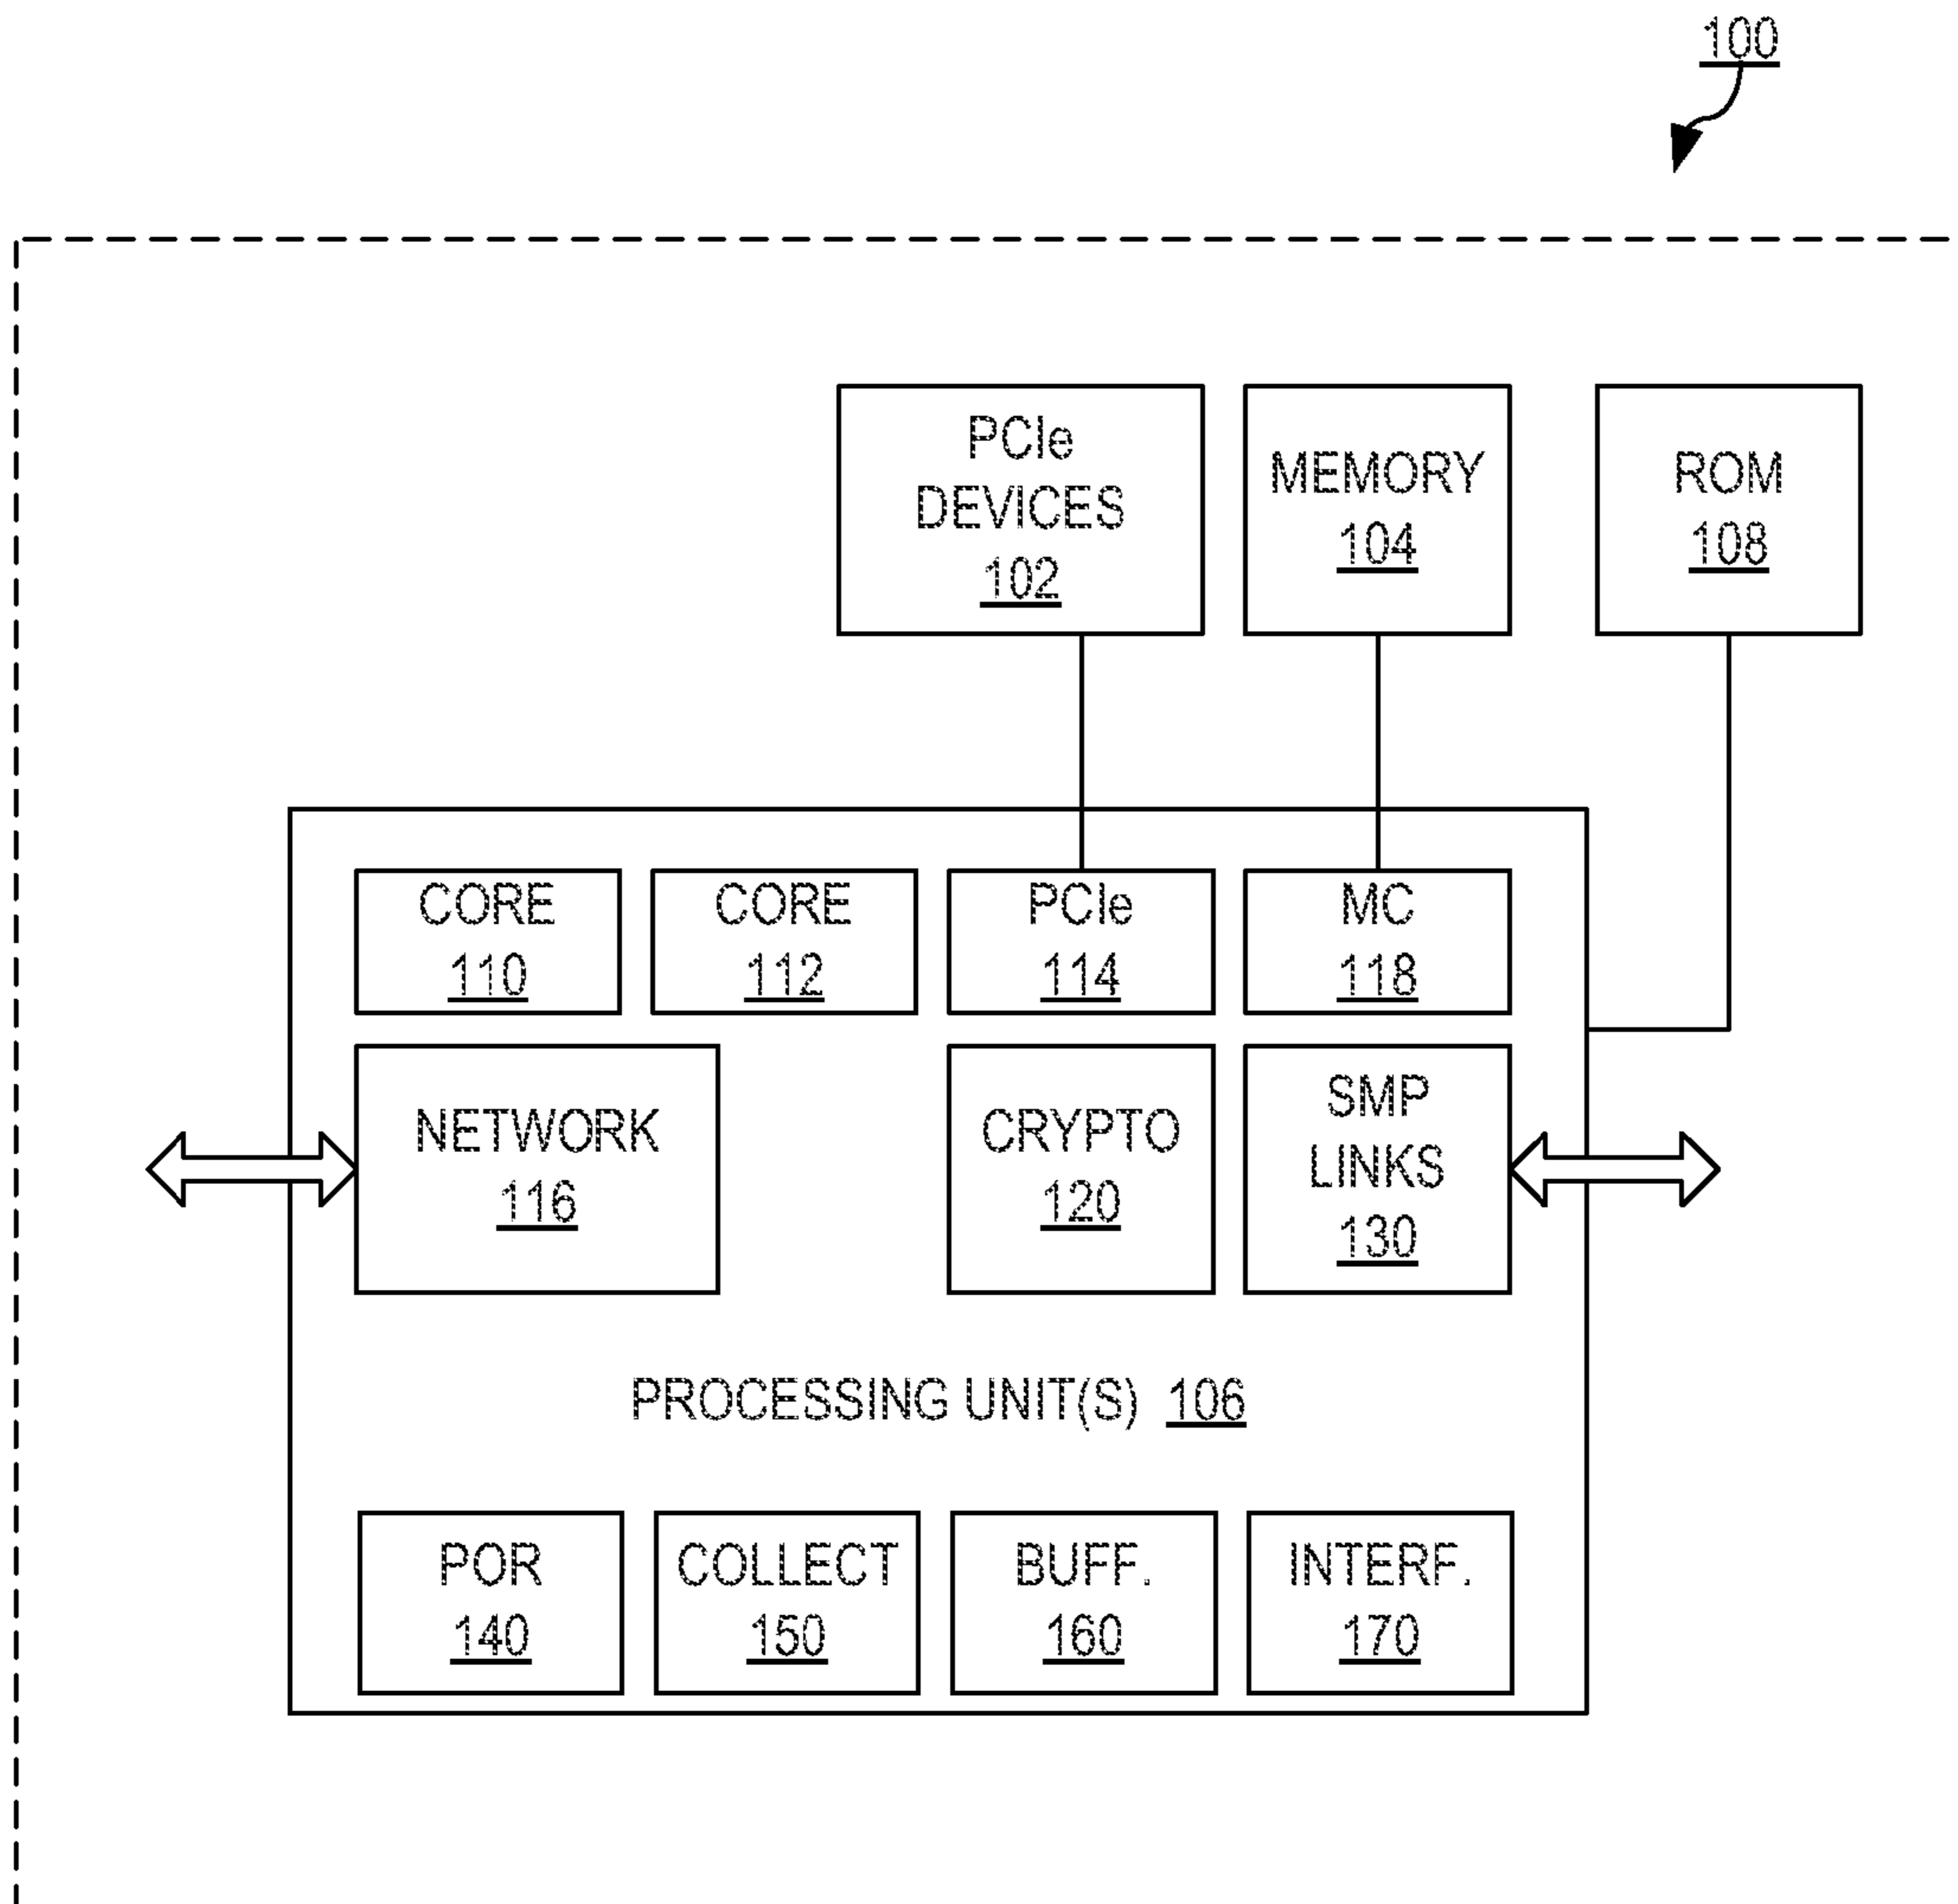 100
PCIe
DEVICES
102
MEMORY
104
ROM
108
CORE
110
CORE
112
PCIe
114
MC
118
NETWORK
116
CRYPTO
120
SMP
LINKS
130
PROCESSING UNIT(S) 106
POR
140
COLLECT
150
BUFF.
160
INTERF.
170